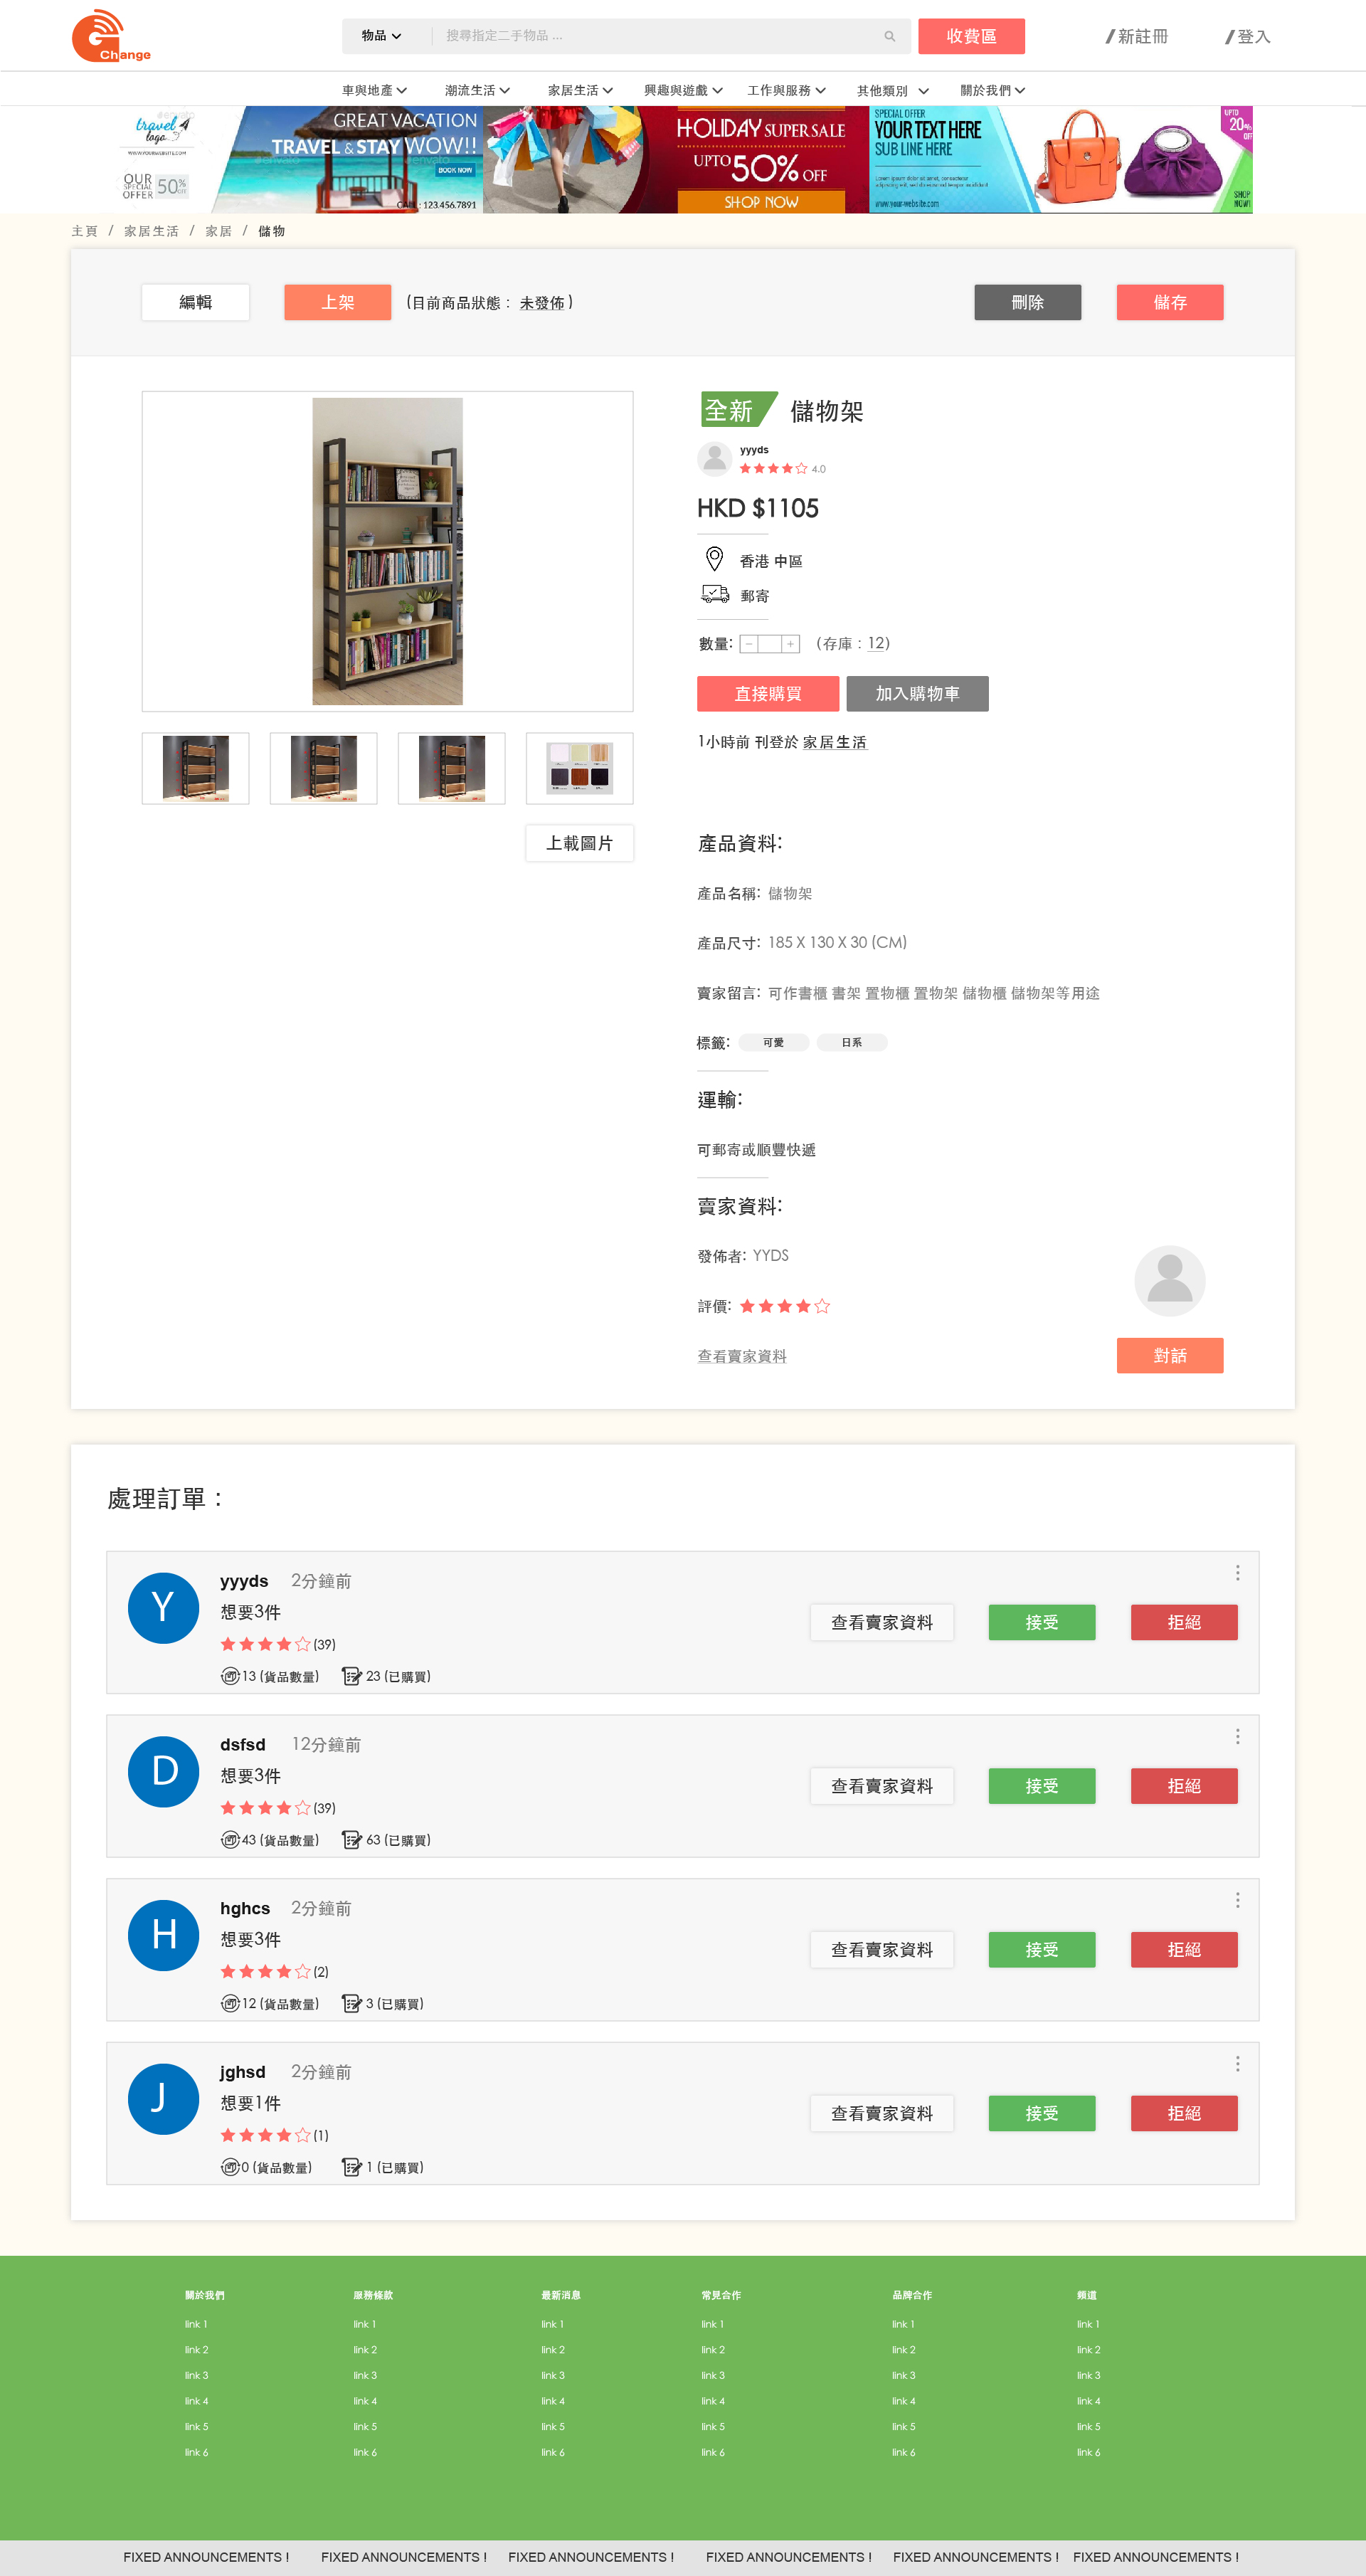 Change
物品
搜尋指定二手物品 ...
收費區
新註冊
登入
車與地產 潮流生活 家居生活 興趣與遊戲 工作與服務 其他類別 關於我們
travel
logo
WWW.YOURWEBSITE.COM
OUR
SPECIAL
OFFER 50%
GREAT VACATION
TRAVEL & STAY WOW!!
BOOK NOW
CALL : 123.456.7891
HOLIDAY SUPER SALE
UPTO 50% OFF
SHOP NOW
SPECIAL OFFER
YOUR TEXT HERE
SUB LINE HERE
www.your-website.com
UPTO
20%
OFF
SHOP
NOW!
主頁 / 家居生活 / 家居 / 儲物
編輯
上架
(目前商品狀態 : 未發佈 )
刪除
儲存
全新 儲物架
yyyds
4.0
HKD $1105
香港 中區
郵寄
數量: − + (存庫 : 12)
直接購買
加入購物車
1小時前 刊登於 家居生活
上載圖片
產品資料:
產品名稱: 儲物架
產品尺寸: 185 X 130 X 30 (CM)
賣家留言: 可作書櫃 書架 置物櫃 置物架 儲物櫃 儲物架等用途
標籤: 可愛 日系
運輸:
可郵寄或順豐快遞
賣家資料:
發佈者: YYDS
評價:
查看賣家資料
對話
處理訂單 :
Y
yyyds 2分鐘前
想要3件
(39)
13 (貨品數量) 23 (已購買)
查看賣家資料 接受 拒絕
D
dsfsd 12分鐘前
想要3件
(39)
43 (貨品數量) 63 (已購買)
查看賣家資料 接受 拒絕
H
hghcs 2分鐘前
想要3件
(2)
12 (貨品數量) 3 (已購買)
查看賣家資料 接受 拒絕
J
jghsd 2分鐘前
想要1件
(1)
0 (貨品數量) 1 (已購買)
查看賣家資料 接受 拒絕
關於我們 服務條款 最新消息 常見合作 品牌合作 頻道
link 1 link 1 link 1 link 1 link 1 link 1
link 2 link 2 link 2 link 2 link 2 link 2
link 3 link 3 link 3 link 3 link 3 link 3
link 4 link 4 link 4 link 4 link 4 link 4
link 5 link 5 link 5 link 5 link 5 link 5
link 6 link 6 link 6 link 6 link 6 link 6
FIXED ANNOUNCEMENTS ! FIXED ANNOUNCEMENTS ! FIXED ANNOUNCEMENTS ! FIXED ANNOUNCEMENTS ! FIXED ANNOUNCEMENTS ! FIXED ANNOUNCEMENTS !